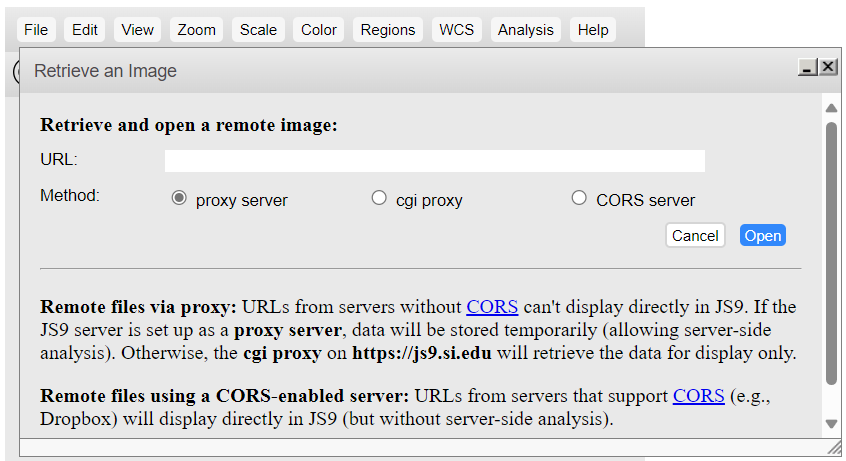 File Edit View Zoom Scale Color Regions WCS Analysis Help
Retrieve an Image
Retrieve and open a remote image:
URL:
Method: proxy server cgi proxy CORS server
Cancel Open
Remote files via proxy: URLs from servers without CORS can't display directly in JS9. If the
JS9 server is set up as a proxy server, data will be stored temporarily (allowing server-side
analysis). Otherwise, the cgi proxy on https://js9.si.edu will retrieve the data for display only.
Remote files using a CORS-enabled server: URLs from servers that support CORS (e.g.,
Dropbox) will display directly in JS9 (but without server-side analysis).